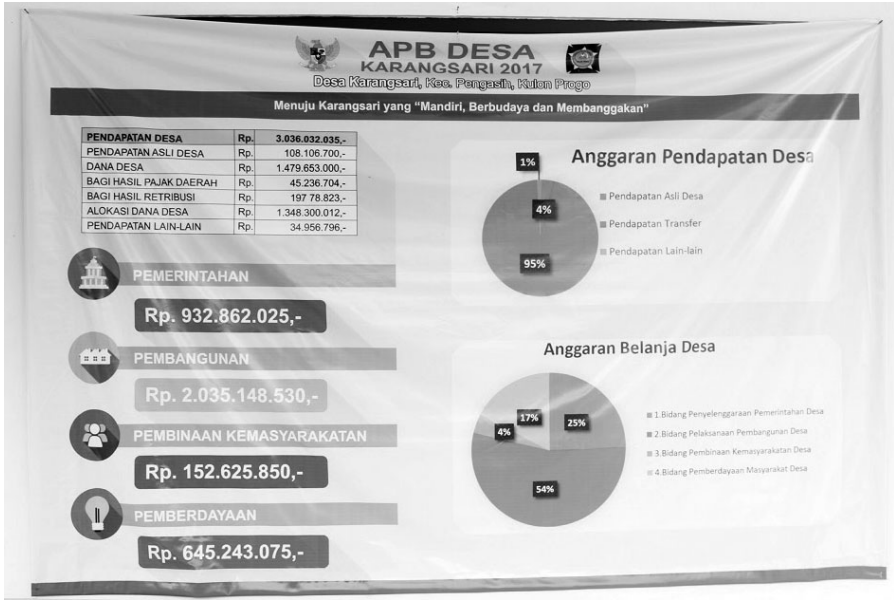 APB DESA
KARANGSARI 2017
Desa Karangsari, Kec. Pengasih, Kulon Progo
Menuju Karangsari yang "Mandiri, Berbudaya dan Membanggakan"
PENDAPATAN DESA Rp. 3.036.032.035,-
PENDAPATAN ASLI DESA Rp. 108.106.700,-
DANA DESA Rp. 1.479.653.000,-
BAGI HASIL PAJAK DAERAH Rp. 45.236.704,-
BAGI HASIL RETRIBUSI Rp. 197 78.823,-
ALOKASI DANA DESA Rp. 1.348.300.012,-
PENDAPATAN LAIN-LAIN Rp. 34.956.796,-
PEMERINTAHAN
Rp. 932.862.025,-
PEMBANGUNAN
Rp. 2.035.148.530,-
PEMBINAAN KEMASYARAKATAN
Rp. 152.625.850,-
PEMBERDAYAAN
Rp. 645.243.075,-
Anggaran Pendapatan Desa
1%
4%
95%
Pendapatan Asli Desa
Pendapatan Transfer
Pendapatan Lain-lain
Anggaran Belanja Desa
17%
25%
4%
54%
1.Bidang Penyelenggaraan Pemerintahan Desa
2.Bidang Pelaksanaan Pembangunan Desa
3.Bidang Pembinaan Kemasyarakatan Desa
4.Bidang Pemberdayaan Masyarakat Desa